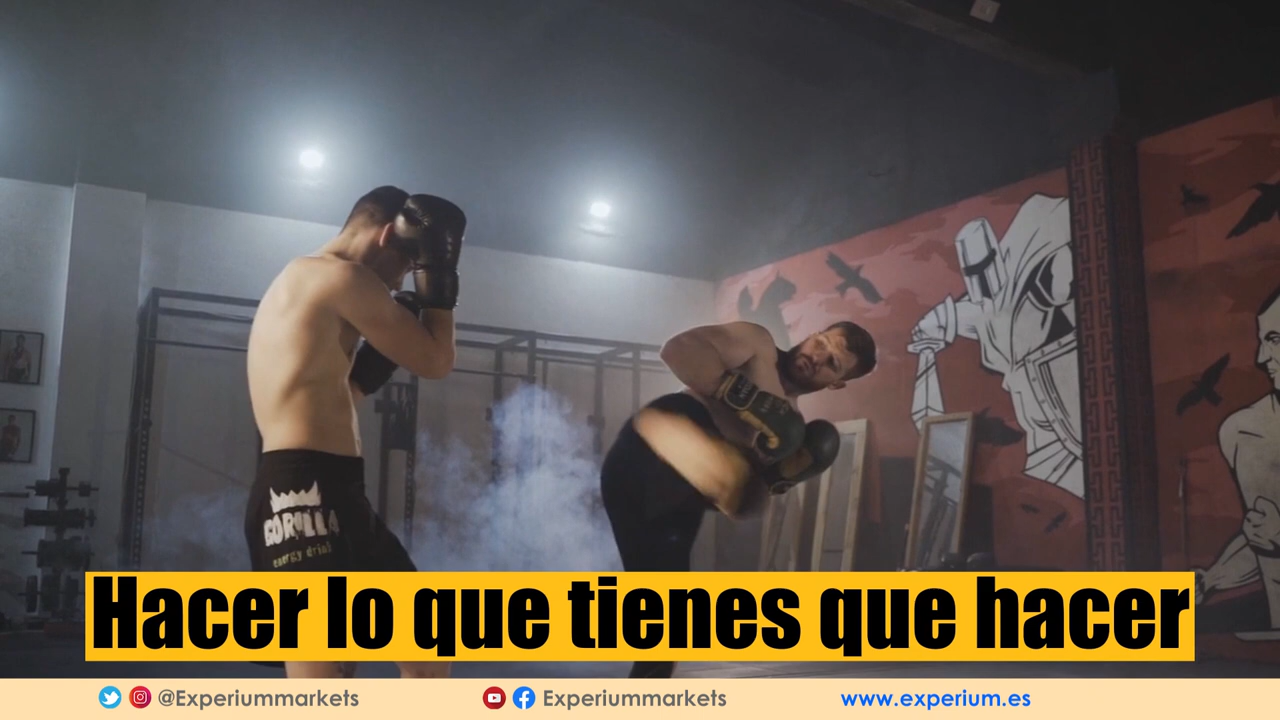 GORILLA
energy drink
Hacer lo que tienes que hacer
@Experiummarkets
Experiummarkets
www.experium.es